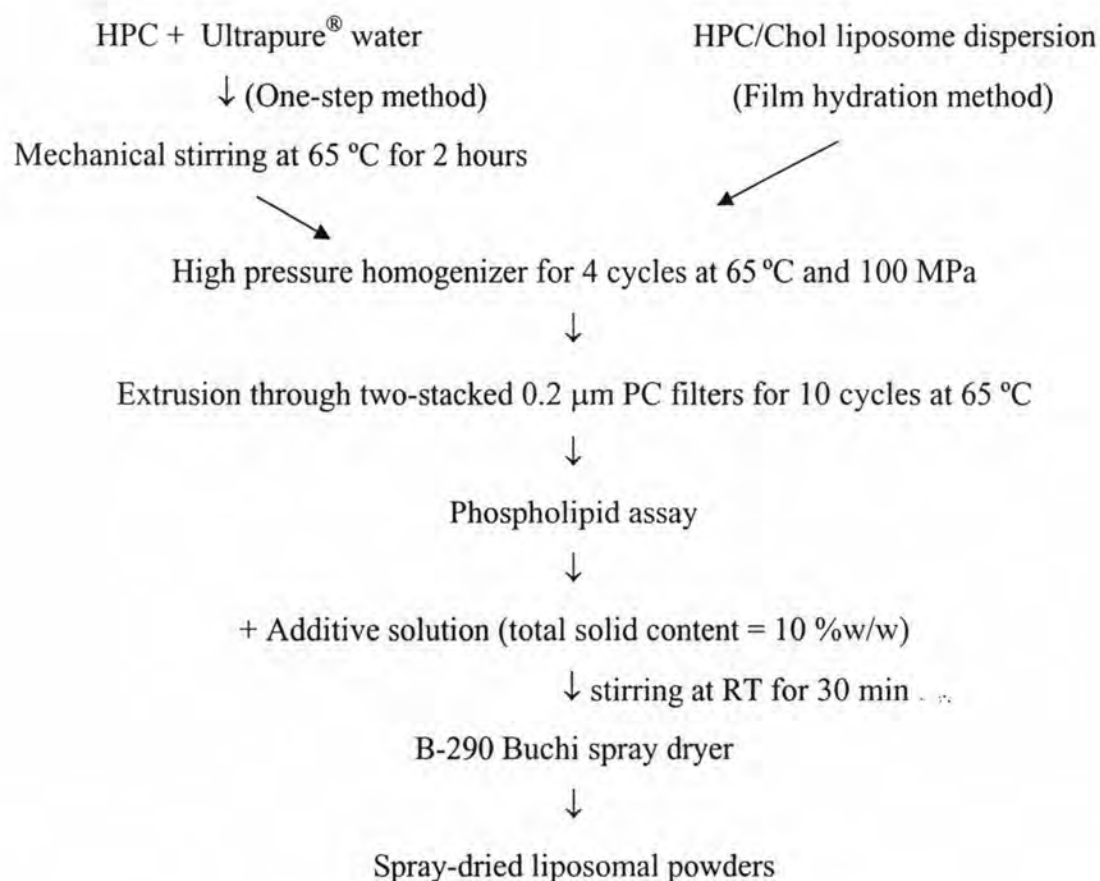 HPC + Ultrapure® water
↓ (One-step method)
Mechanical stirring at 65 ºC for 2 hours
HPC/Chol liposome dispersion
(Film hydration method)
High pressure homogenizer for 4 cycles at 65 ºC and 100 MPa
↓
Extrusion through two-stacked 0.2 µm PC filters for 10 cycles at 65 ºC
↓
Phospholipid assay
↓
+ Additive solution (total solid content = 10 %w/w)
↓ stirring at RT for 30 min
B-290 Buchi spray dryer
↓
Spray-dried liposomal powders